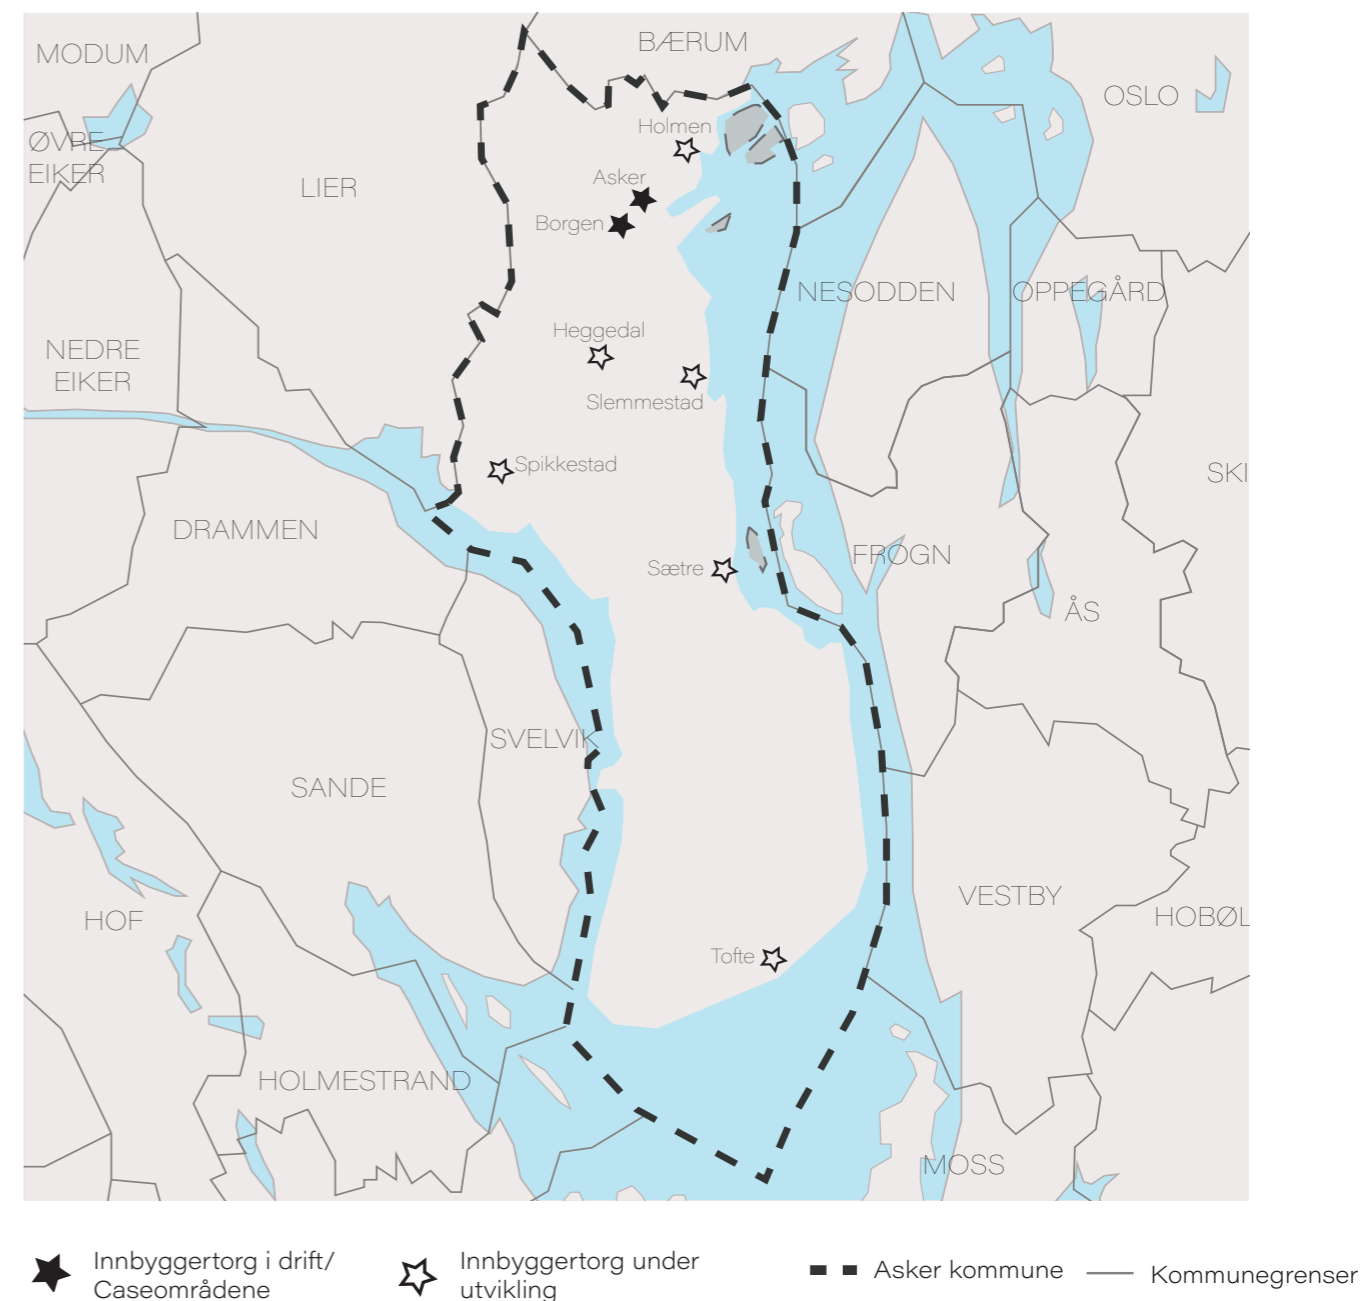 BÆRUM
MODUM
OSLO
Holmen
ØVRE
EIKER
LIER
Asker
Borgen
NESODDEN
OPPEGÅRD
Heggedal
NEDRE
EIKER
Slemmestad
Spikkestad
SKI
DRAMMEN
FROGN
Sætre
ÅS
SVELVIK
SANDE
VESTBY
HOF
HOBØL
Tofte
HOLMESTRAND
MOSS
Innbyggertorg i drift/
Caseområdene
Innbyggertorg under
utvikling
Asker kommune
Kommunegrenser